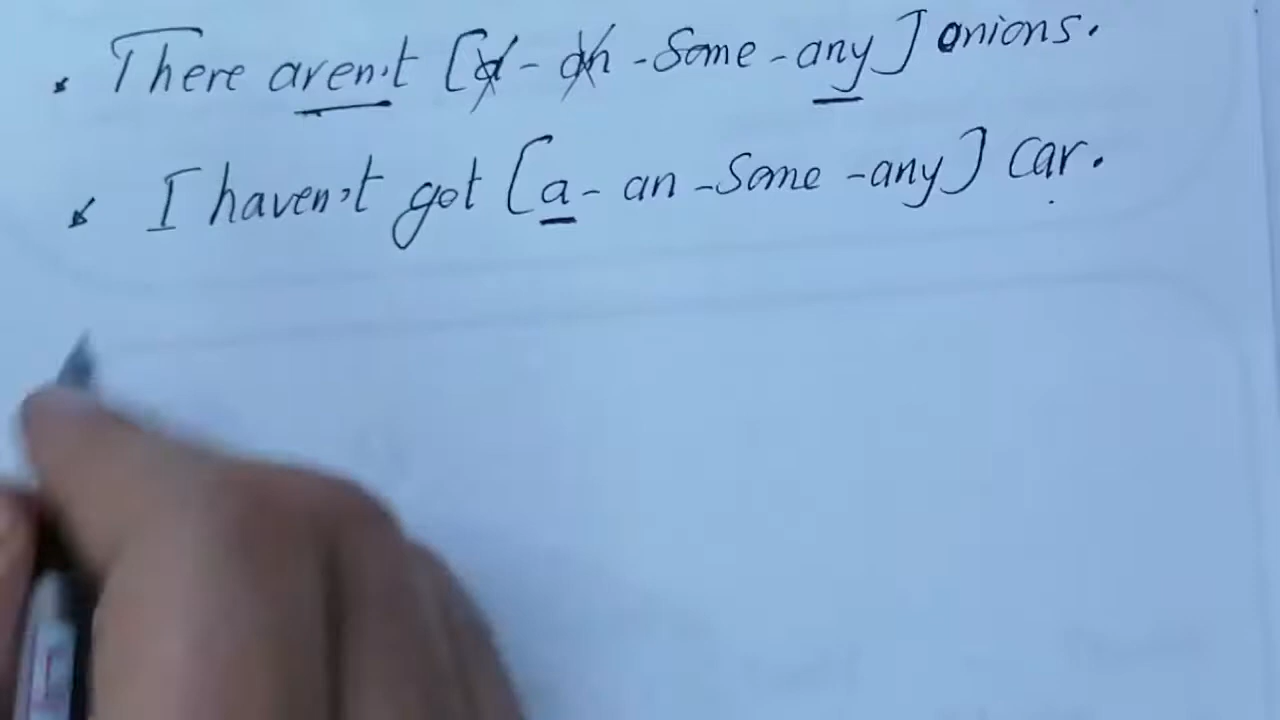 * There aren't [a - an - Some - any] onions.
* I haven't got [a - an - Some - any] Car.